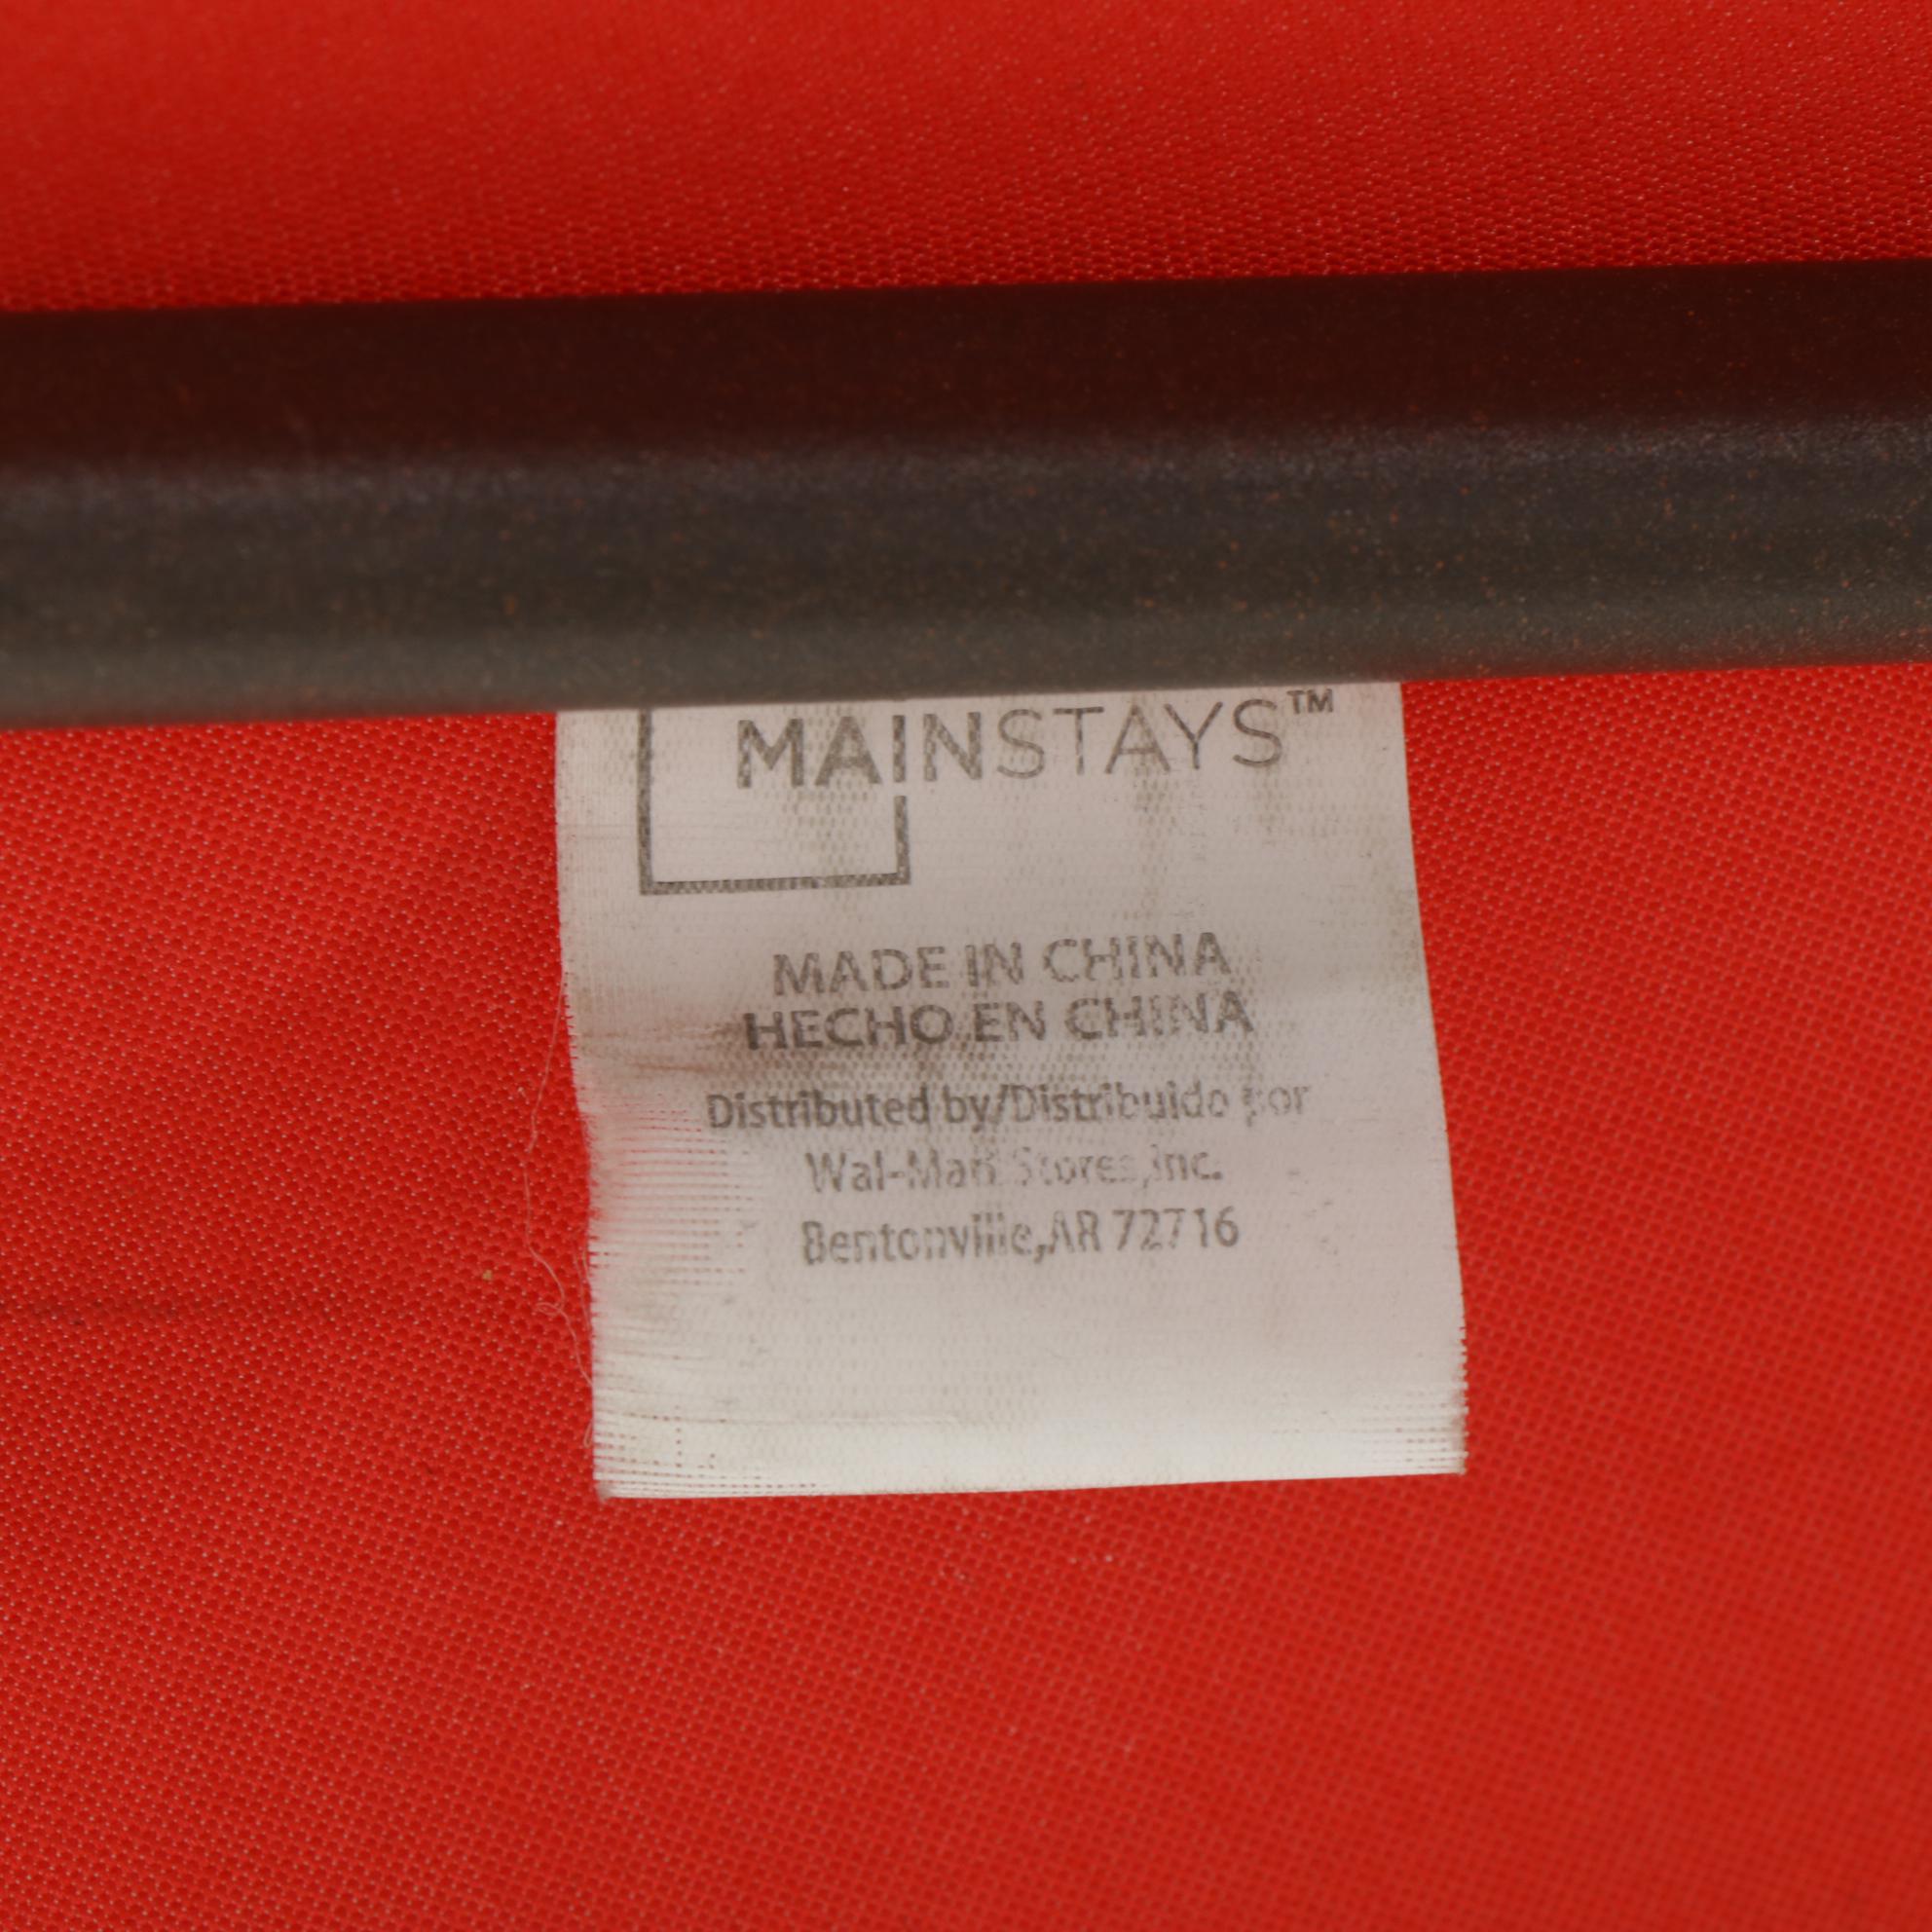 MAINSTAYS™
MADE IN CHINA
HECHO EN CHINA
Distributed by/Distribuido por
Wal-Mart Stores,Inc.
Bentonville,AR 72716